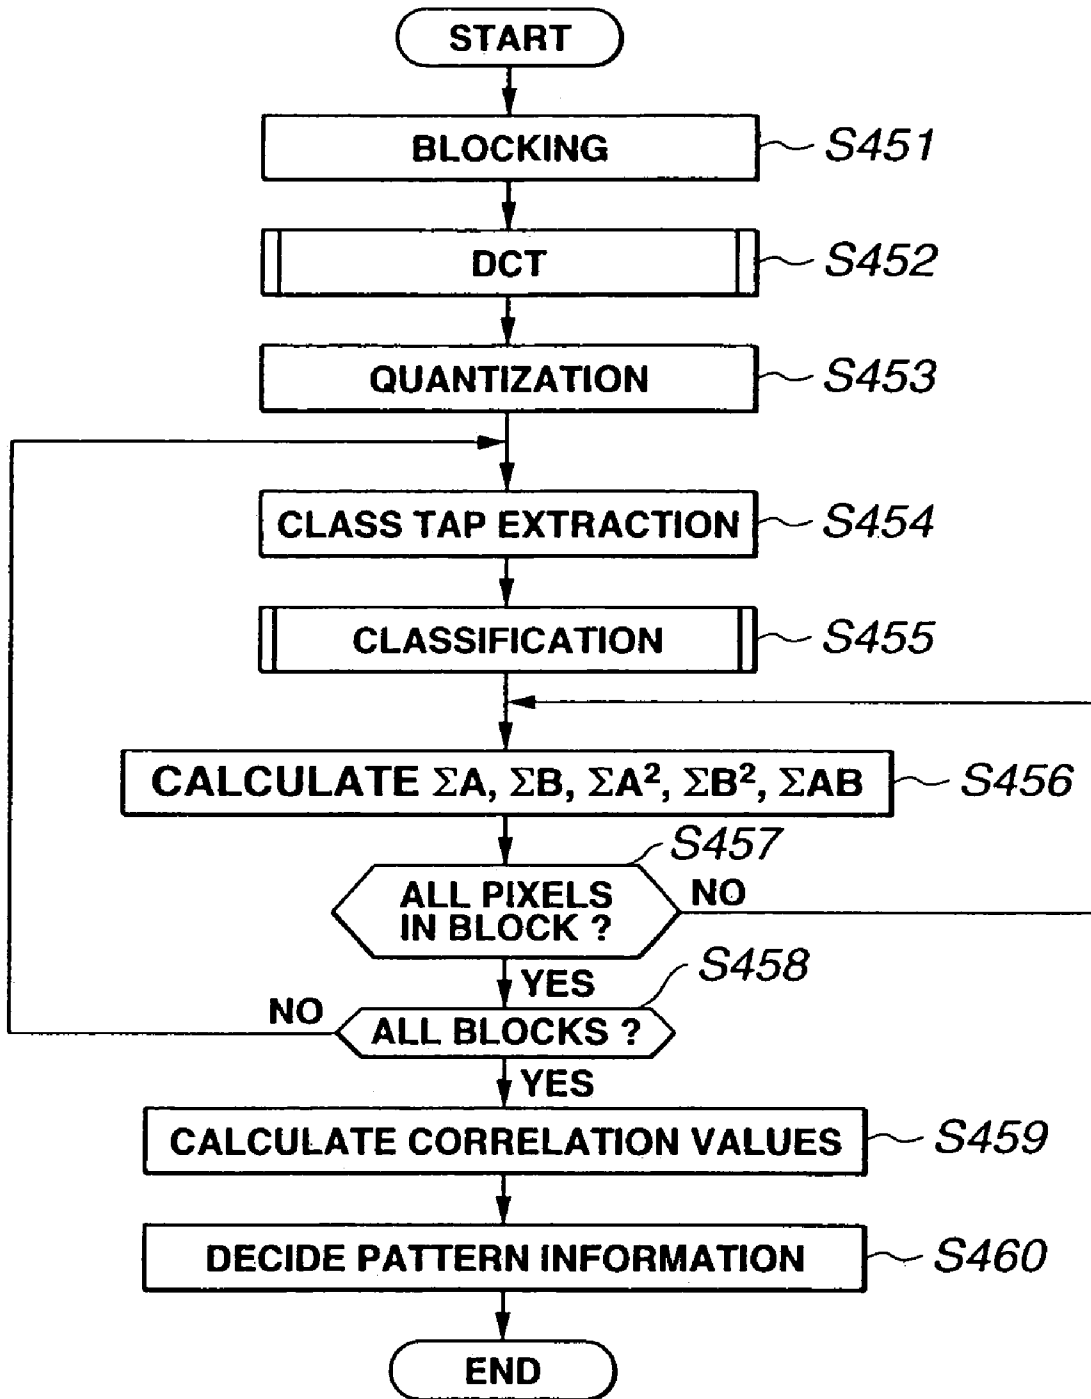 START
BLOCKING
S451
DCT
S452
QUANTIZATION
S453
CLASS TAP EXTRACTION
S454
CLASSIFICATION
S455
CALCULATE ΣA, ΣB, ΣA², ΣB², ΣAB
S456
S457
ALL PIXELS
IN BLOCK ?
NO
YES
S458
NO
ALL BLOCKS ?
YES
CALCULATE CORRELATION VALUES
S459
DECIDE PATTERN INFORMATION
S460
END